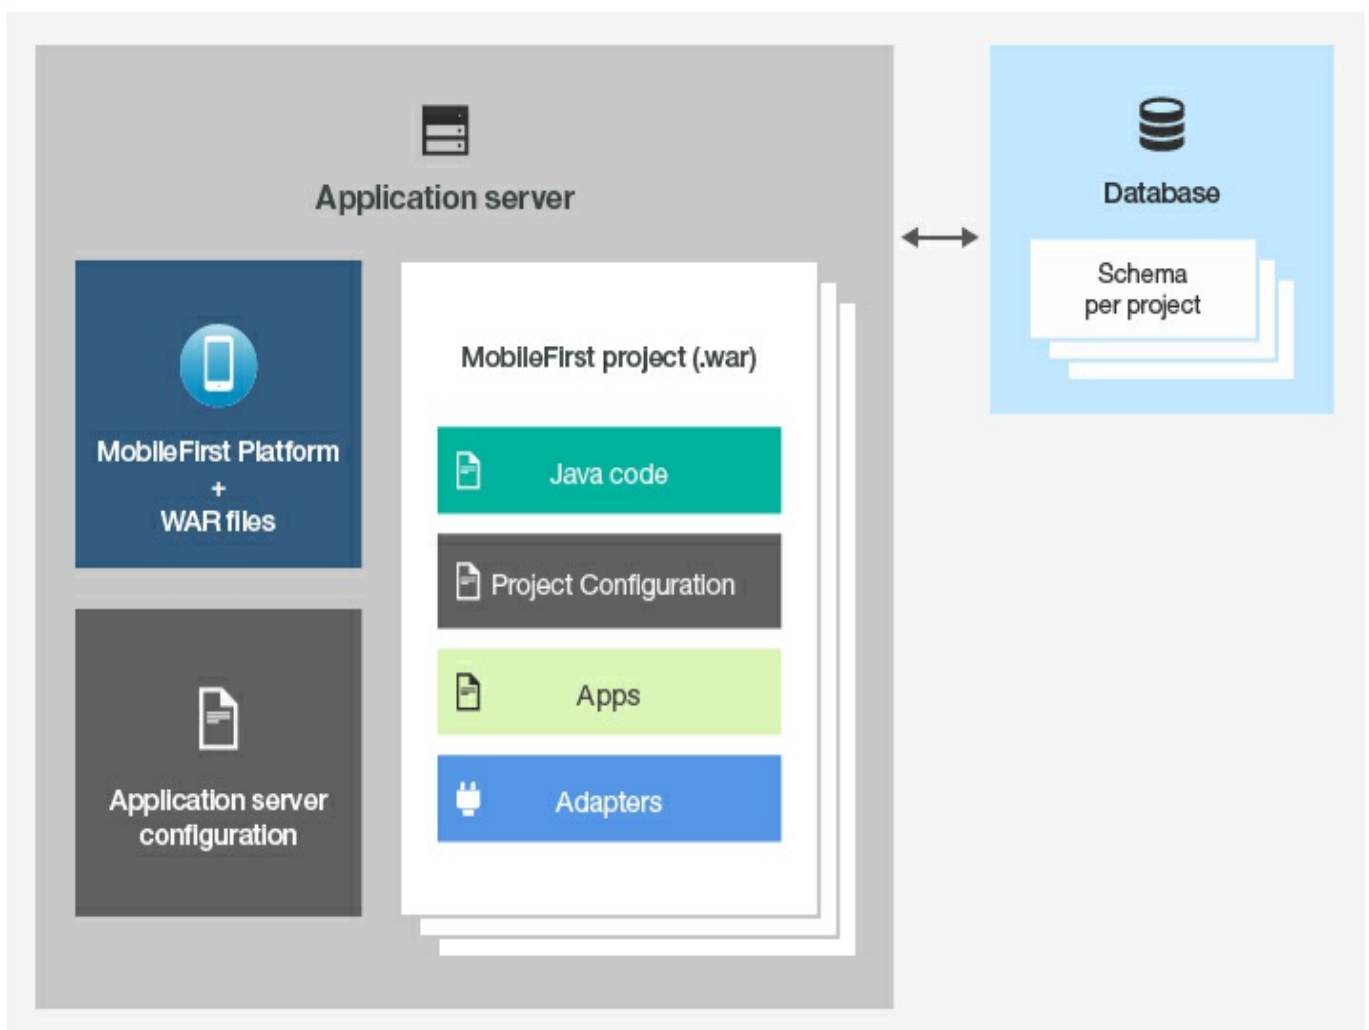 Application server
MobileFirst Platform
+
WAR files
Application server
configuration
MobileFirst project (.war)
Java code
Project Configuration
Apps
Adapters
Database
Schema
per project